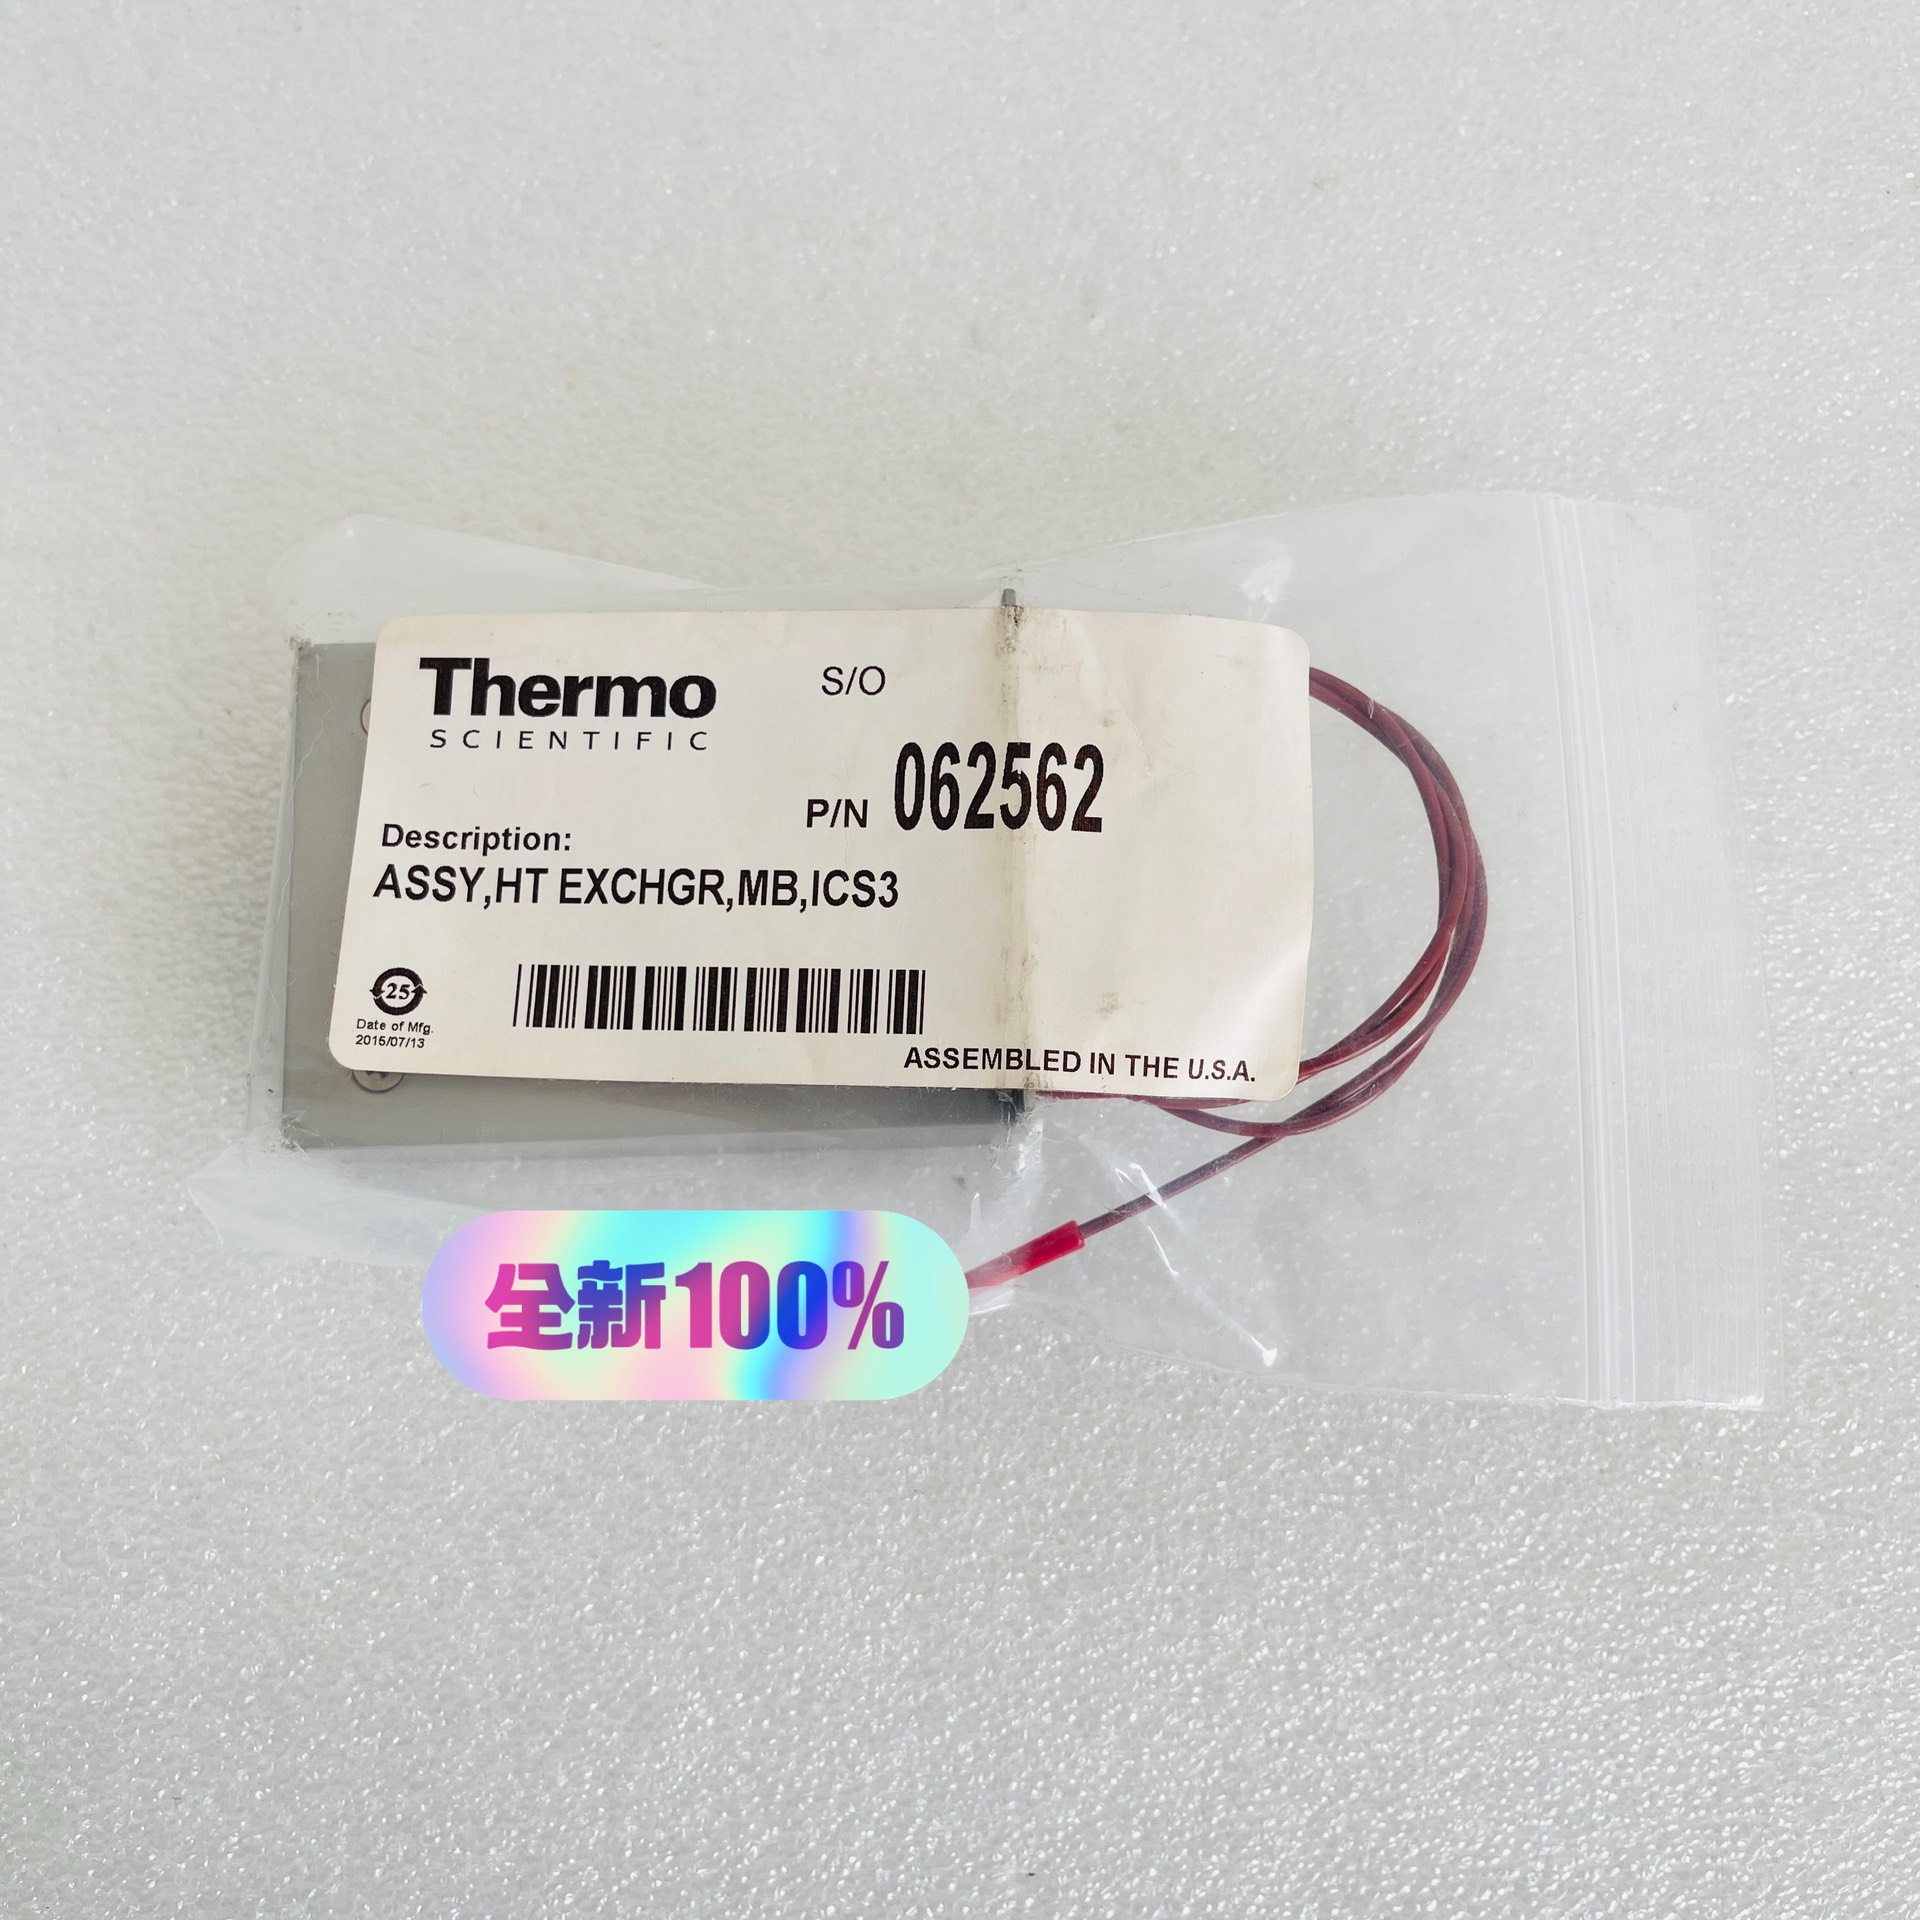 Thermo
SCIENTIFIC
S/O
P/N 062562
Description:
ASSY,HT EXCHGR,MB,ICS3
25
Date of Mfg.
2015/07/13
ASSEMBLED IN THE U.S.A.
全新100%